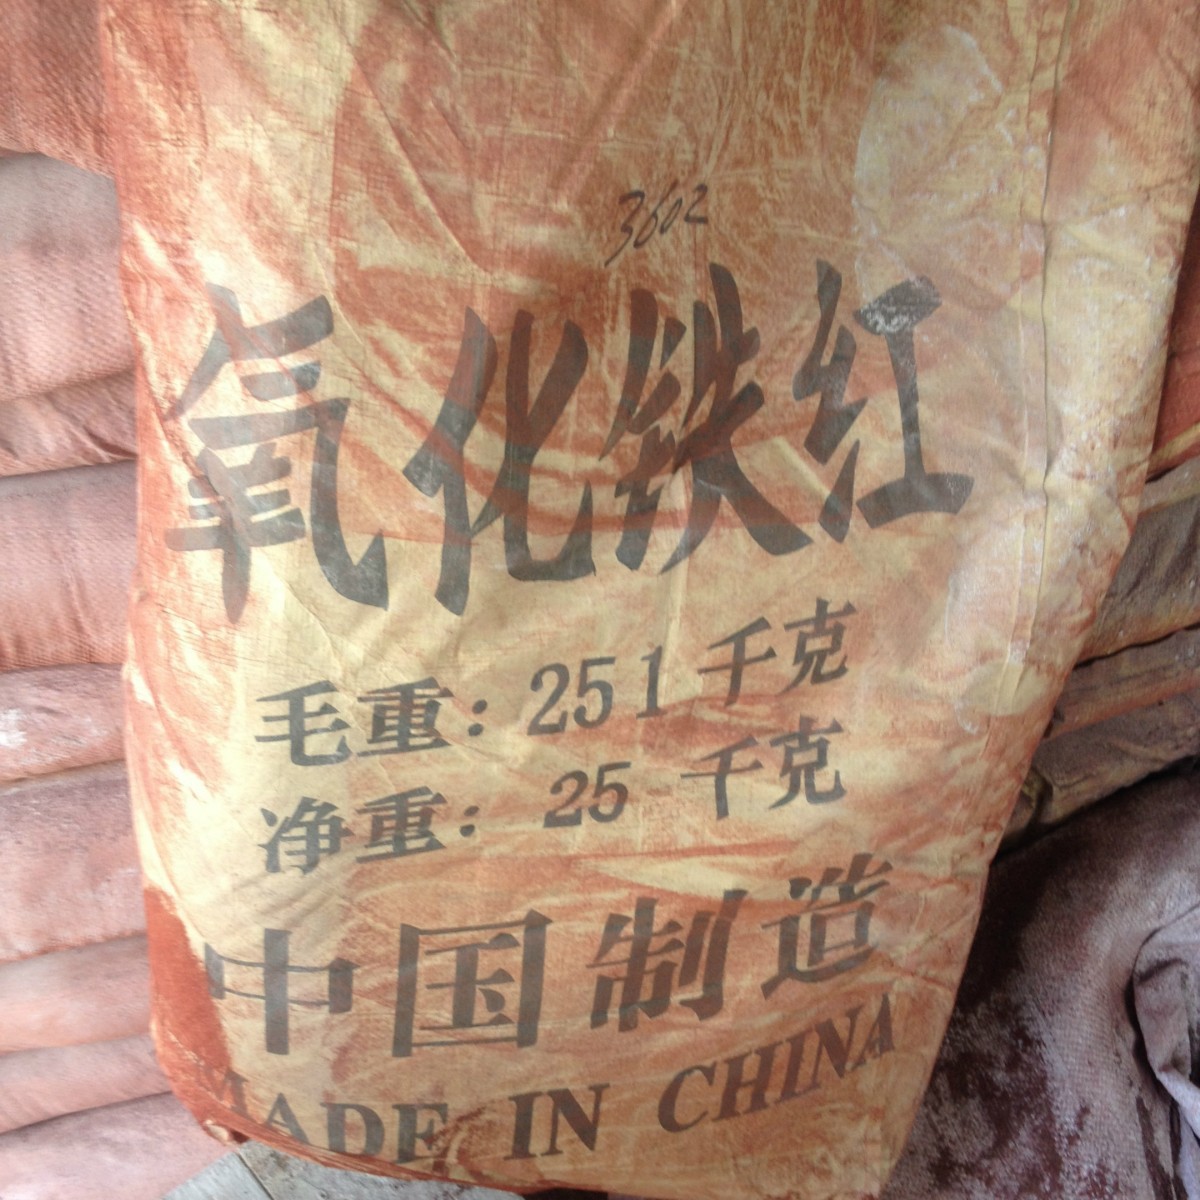 3602
氧化铁红
毛重：251 千克
净重：25 千克
中国制造
MADE IN CHINA